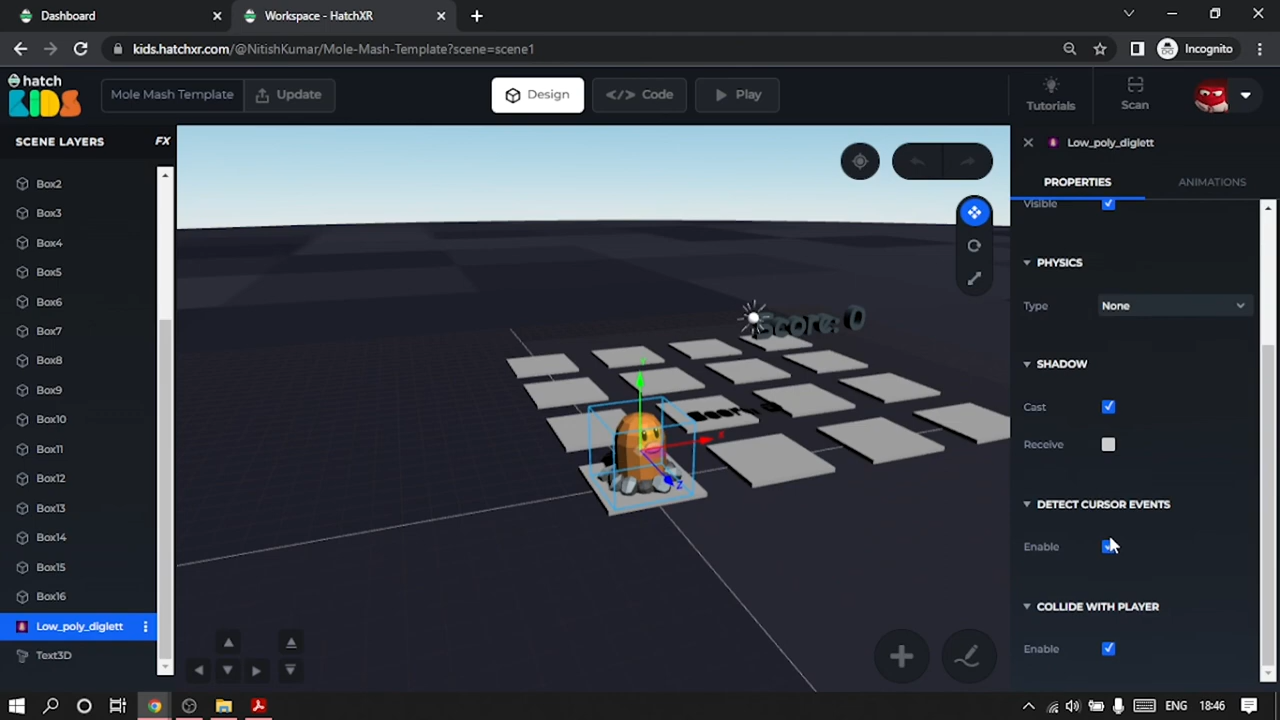 Dashboard
Workspace - HatchXR
kids.hatchxr.com/@NitishKumar/Mole-Mash-Template?scene=scene1
Incognito
hatch
KIDS
Mole Mash Template
Update
Design
</> Code
Play
Tutorials
Scan
SCENE LAYERS
FX
Box2
Box3
Box4
Box5
Box6
Box7
Box8
Box9
Box10
Box11
Box12
Box13
Box14
Box15
Box16
Low_poly_diglett
Text3D
Score: 0
Y
x
Z
Low_poly_diglett
PROPERTIES
ANIMATIONS
Visible
PHYSICS
Type
None
SHADOW
Cast
Receive
DETECT CURSOR EVENTS
Enable
COLLIDE WITH PLAYER
Enable
ENG
18:46